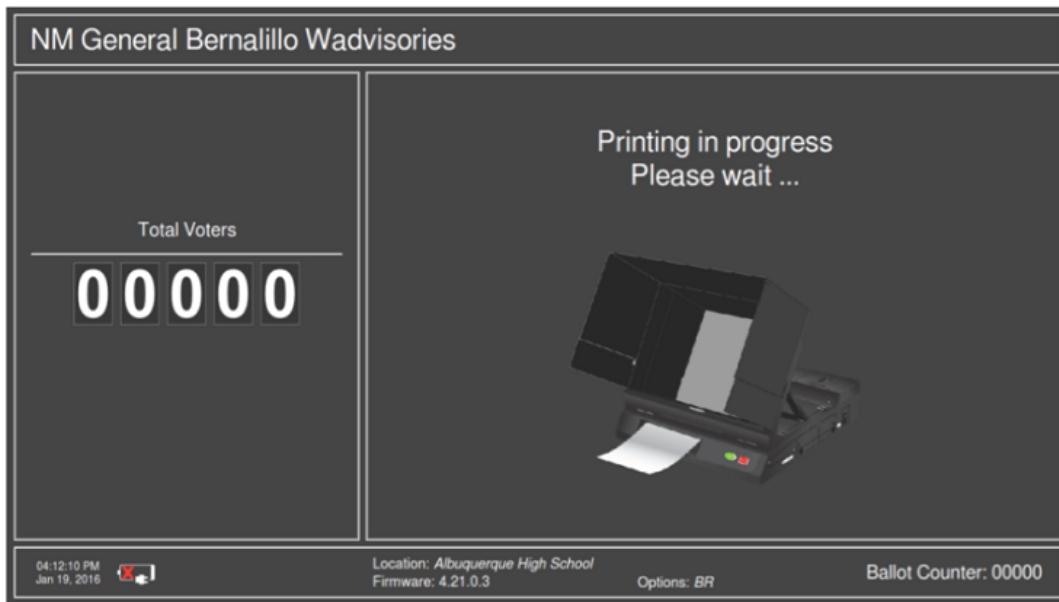 NM General Bernalillo Wadvisories
Total Voters
00000
Printing in progress
Please wait ...
04:12:10 PM
Jan 19, 2016
Location: Albuquerque High School
Firmware: 4.21.0.3
Options: BR
Ballot Counter: 00000